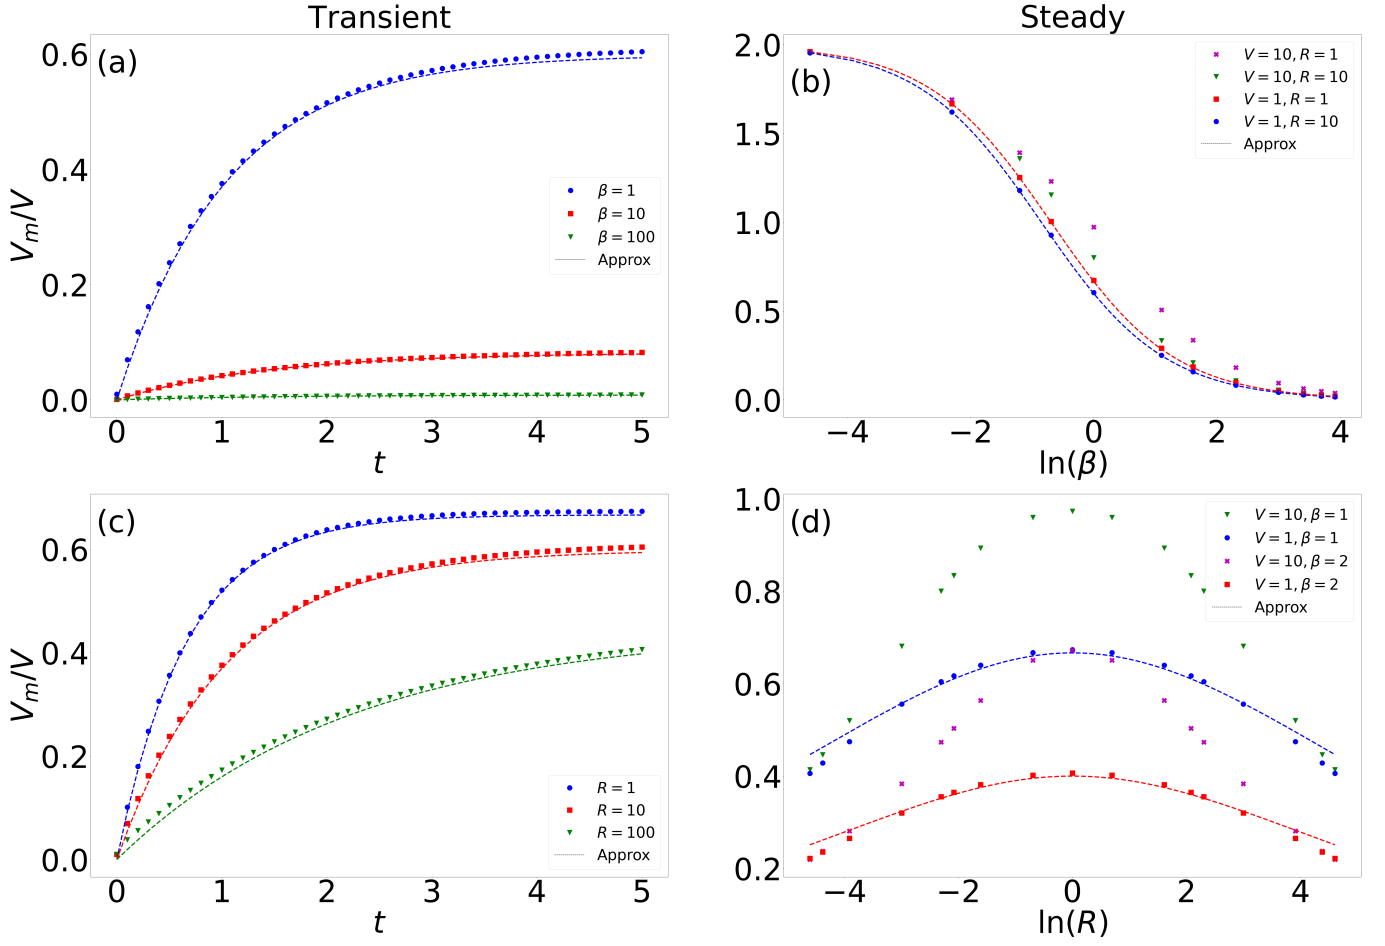 Transient
(a)
0.6
0.4
0.2
0.0
V_m/V
β = 1
β = 10
β = 100
Approx
0 1 2 3 4 5
t
Steady
(b)
2.0
1.5
1.0
0.5
0.0
V = 10, R = 1
V = 10, R = 10
V = 1, R = 1
V = 1, R = 10
Approx
−4 −2 0 2 4
ln(β)
(c)
0.6
0.4
0.2
0.0
V_m/V
R = 1
R = 10
R = 100
Approx
0 1 2 3 4 5
t
(d)
1.0
0.8
0.6
0.4
0.2
V = 10, β = 1
V = 1, β = 1
V = 10, β = 2
V = 1, β = 2
Approx
−4 −2 0 2 4
ln(R)